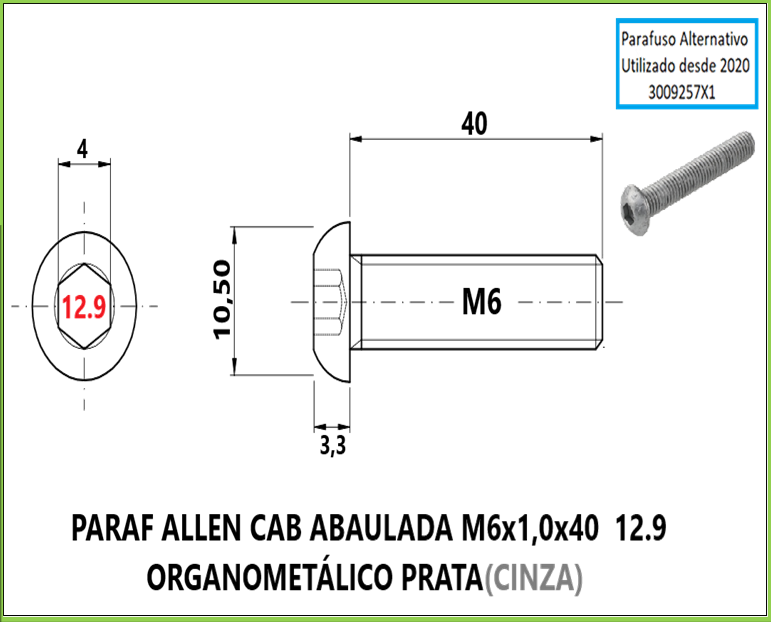 Parafuso Alternativo
Utilizado desde 2020
3009257X1
40
4
12.9
10,50
M6
3,3
PARAF ALLEN CAB ABAULADA M6x1,0x40 12.9
ORGANOMETÁLICO PRATA(CINZA)